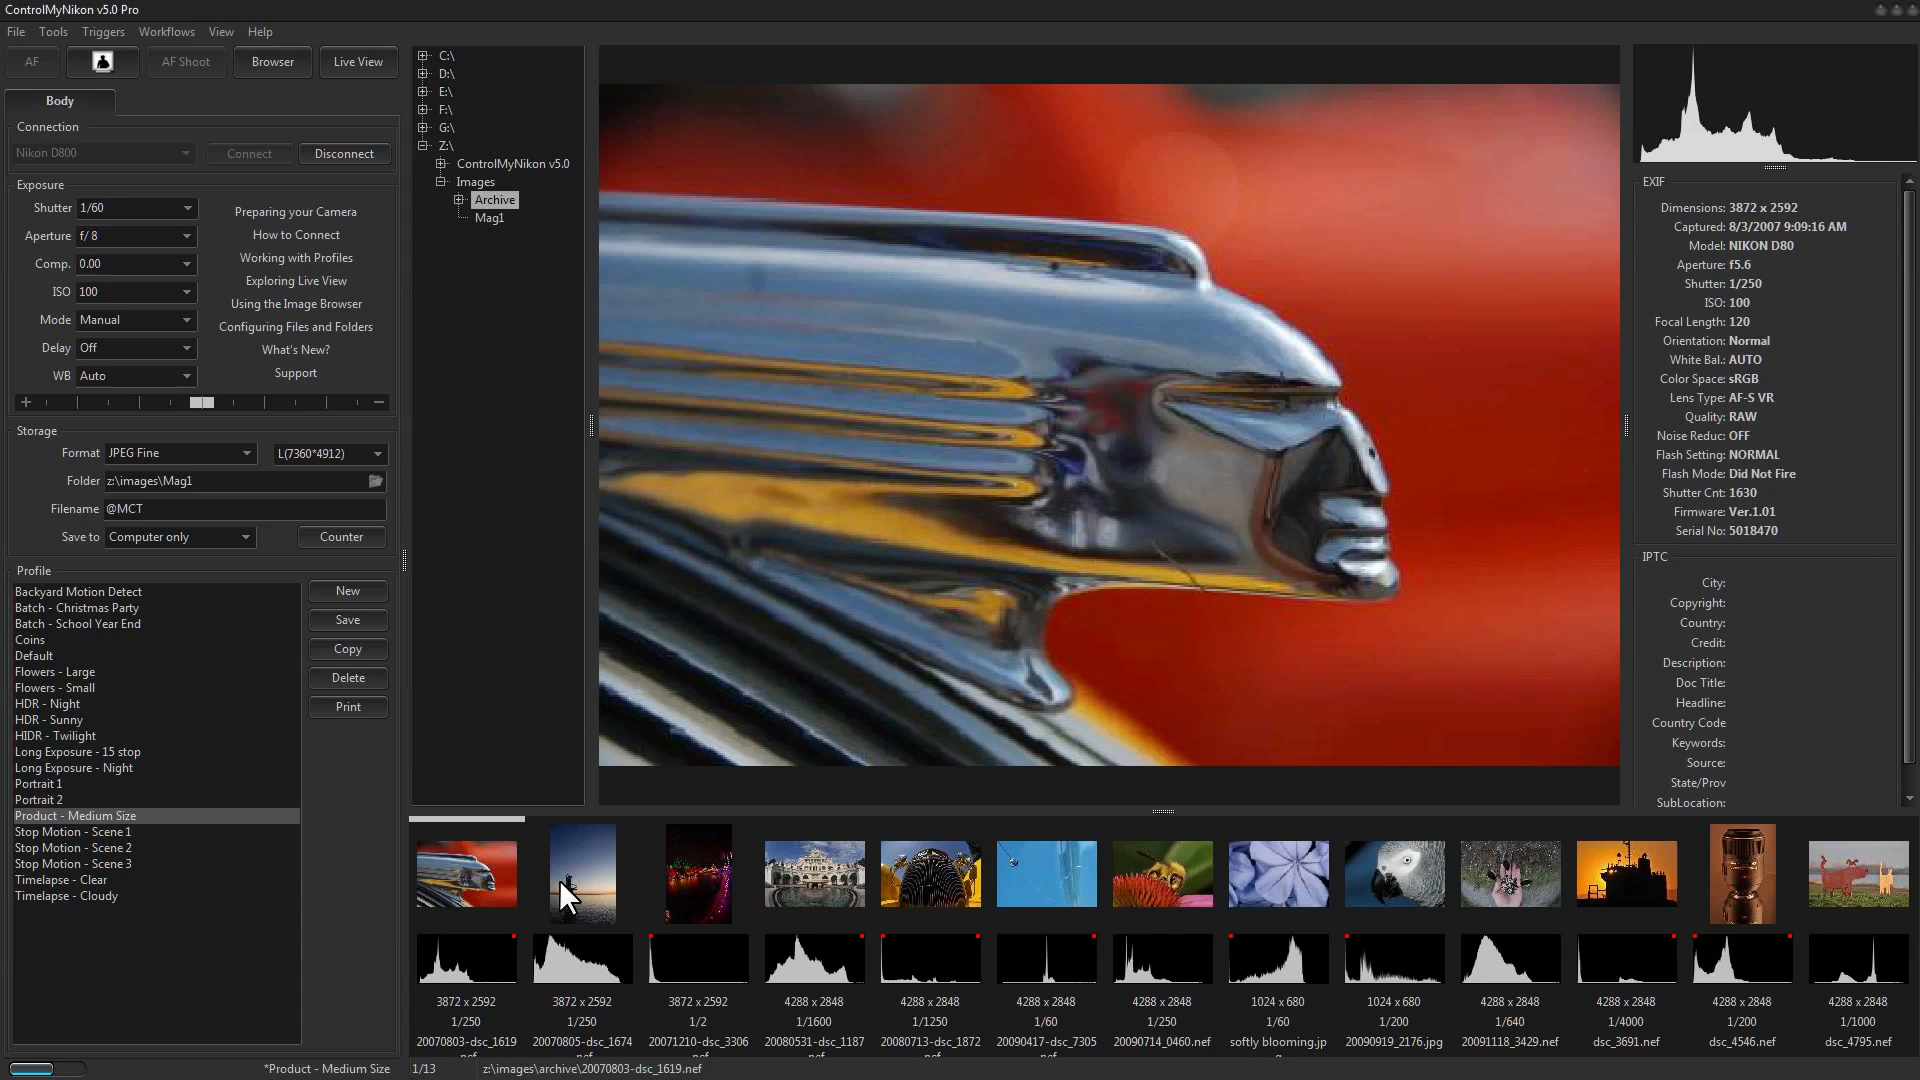 ControlMyNikon v5.0 Pro
File Tools Triggers Workflows View Help
AF AF Shoot Browser Live View
Body
Connection
Nikon D800 Connect Disconnect
Exposure
Shutter 1/60
Aperture f/ 8
Comp. 0.00
ISO 100
Mode Manual
Delay Off
WB Auto
Preparing your Camera
How to Connect
Working with Profiles
Exploring Live View
Using the Image Browser
Configuring Files and Folders
What's New?
Support
Storage
Format JPEG Fine L(7360*4912)
Folder z:\images\Mag1
Filename @MCT
Save to Computer only Counter
Profile
Backyard Motion Detect
Batch - Christmas Party
Batch - School Year End
Coins
Default
Flowers - Large
Flowers - Small
HDR - Night
HDR - Sunny
HIDR - Twilight
Long Exposure - 15 stop
Long Exposure - Night
Portrait 1
Portrait 2
Product - Medium Size
Stop Motion - Scene 1
Stop Motion - Scene 2
Stop Motion - Scene 3
Timelapse - Clear
Timelapse - Cloudy
New
Save
Copy
Delete
Print
C:\
D:\
E:\
F:\
G:\
Z:\
ControlMyNikon v5.0
Images
Archive
Mag1
EXIF
Dimensions: 3872 x 2592
Captured: 8/3/2007 9:09:16 AM
Model: NIKON D80
Aperture: f5.6
Shutter: 1/250
ISO: 100
Focal Length: 120
Orientation: Normal
White Bal.: AUTO
Color Space: sRGB
Lens Type: AF-S VR
Quality: RAW
Noise Reduc: OFF
Flash Setting: NORMAL
Flash Mode: Did Not Fire
Shutter Cnt: 1630
Firmware: Ver.1.01
Serial No: 5018470
IPTC
City:
Copyright:
Country:
Credit:
Description:
Doc Title:
Headline:
Country Code
Keywords:
Source:
State/Prov
SubLocation:
3872 x 2592 3872 x 2592 3872 x 2592 4288 x 2848 4288 x 2848 4288 x 2848 4288 x 2848 1024 x 680 1024 x 680 4288 x 2848 4288 x 2848 4288 x 2848 4288 x 2848
1/250 1/250 1/2 1/1600 1/1250 1/60 1/250 1/60 1/200 1/640 1/4000 1/200 1/1000
20070803-dsc_1619 20070805-dsc_1674 20071210-dsc_3306 20080531-dsc_1187 20080713-dsc_1872 20090417-dsc_7305 20090714_0460.nef softly blooming.jp 20090919_2176.jpg 20091118_3429.nef dsc_3691.nef dsc_4546.nef dsc_4795.nef
*Product - Medium Size 1/13 z:\images\archive\20070803-dsc_1619.nef